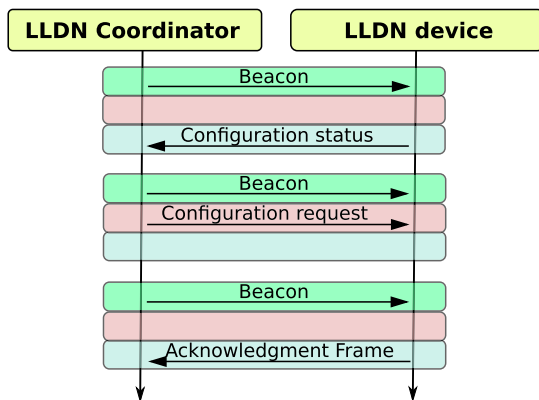 LLDN Coordinator
LLDN device
Beacon
Configuration status
Beacon
Configuration request
Beacon
Acknowledgment Frame